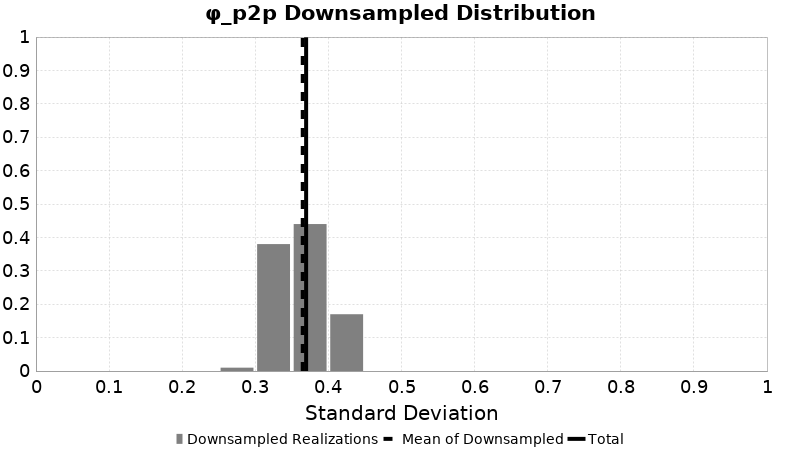 φ_p2p Downsampled Distribution
1
0.9
0.8
0.7
0.6
0.5
0.4
0.3
0.2
0.1
0
0 0.1 0.2 0.3 0.4 0.5 0.6 0.7 0.8 0.9 1
Standard Deviation
Downsampled Realizations Mean of Downsampled Total